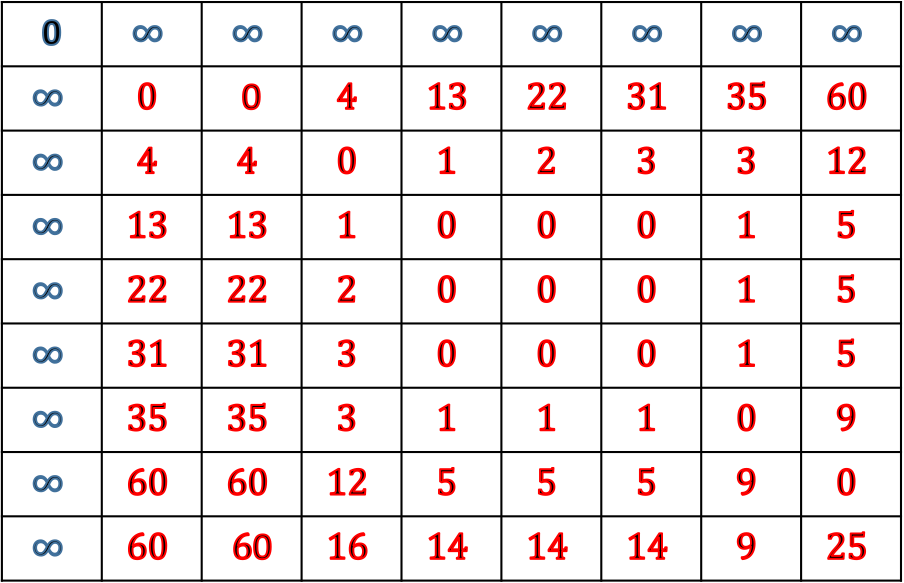 0 ∞ ∞ ∞ ∞ ∞ ∞ ∞ ∞
∞ 0 0 4 13 22 31 35 60
∞ 4 4 0 1 2 3 3 12
∞ 13 13 1 0 0 0 1 5
∞ 22 22 2 0 0 0 1 5
∞ 31 31 3 0 0 0 1 5
∞ 35 35 3 1 1 1 0 9
∞ 60 60 12 5 5 5 9 0
∞ 60 60 16 14 14 14 9 25